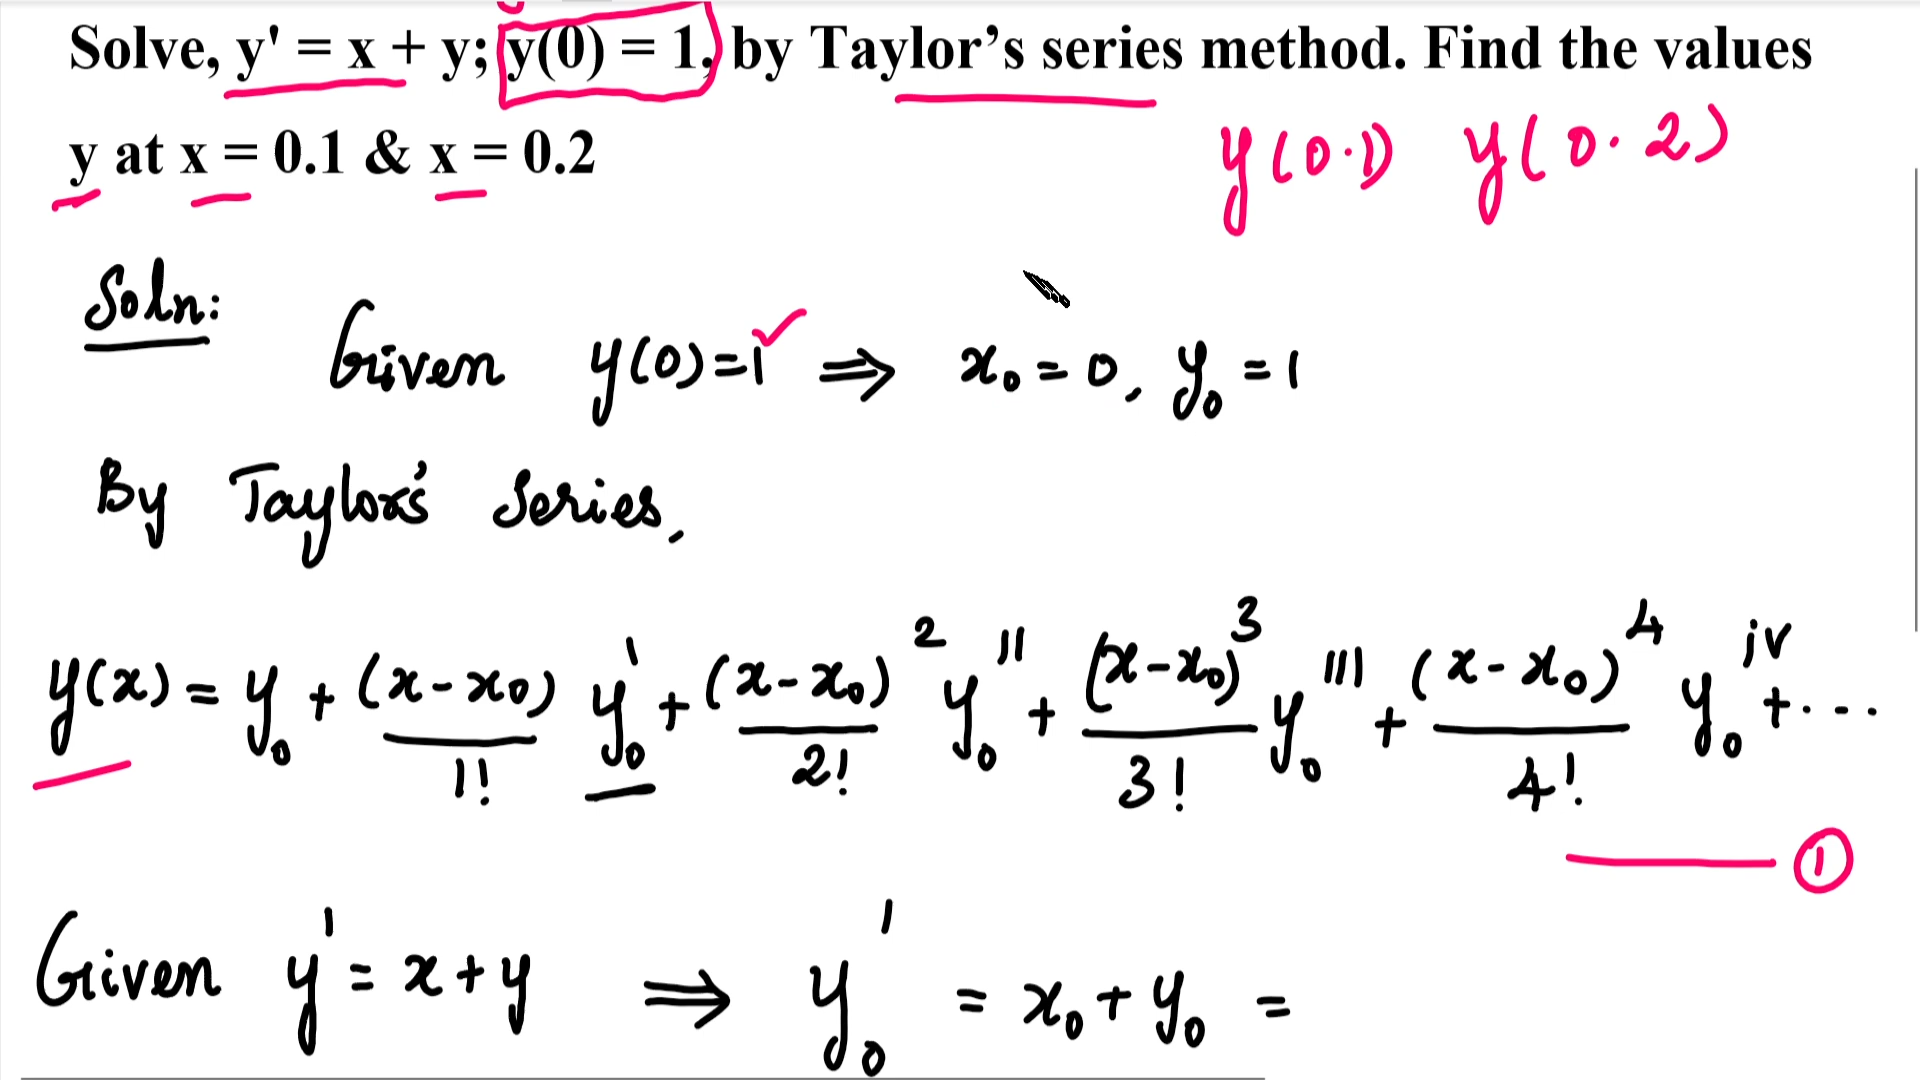 Solve, y' = x + y; y(0) = 1, by Taylor’s series method. Find the values
y at x = 0.1 & x = 0.2
y(0.1) y(0.2)
Soln:
Given y(0)=1 ⇒ x₀ = 0, y₀ = 1
By Taylor's Series,
y(x) = y₀ + (x-x₀)/1! y₀' + (x-x₀)²/2! y₀'' + (x-x₀)³/3! y₀''' + (x-x₀)⁴/4! y₀^iv + ...
①
Given y' = x+y ⇒ y₀' = x₀ + y₀ =